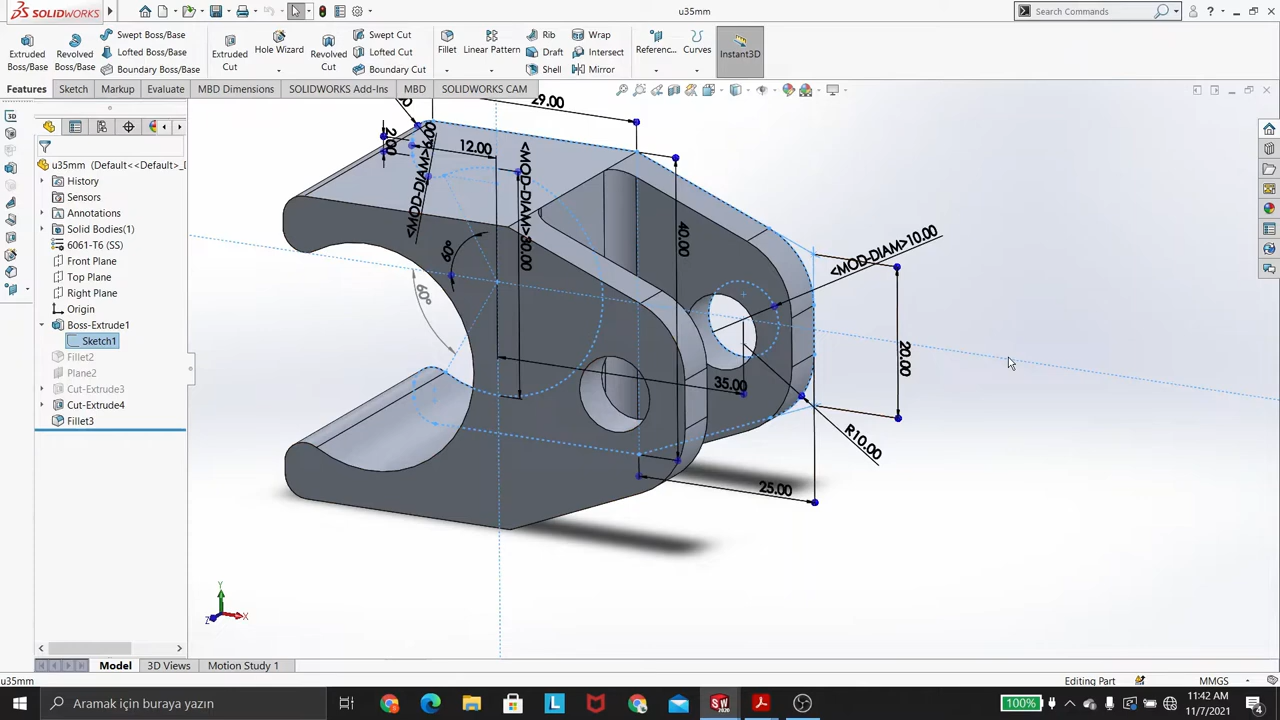 SOLIDWORKS
u35mm
Search Commands
Extruded Boss/Base
Revolved Boss/Base
Swept Boss/Base
Lofted Boss/Base
Boundary Boss/Base
Extruded Cut
Hole Wizard
Revolved Cut
Swept Cut
Lofted Cut
Boundary Cut
Fillet
Linear Pattern
Rib
Draft
Shell
Wrap
Intersect
Mirror
Referenc...
Curves
Instant3D
Features
Sketch
Markup
Evaluate
MBD Dimensions
SOLIDWORKS Add-Ins
MBD
SOLIDWORKS CAM
u35mm (Default<<Default>_D
History
Sensors
Annotations
Solid Bodies(1)
6061-T6 (SS)
Front Plane
Top Plane
Right Plane
Origin
Boss-Extrude1
Sketch1
Fillet2
Plane2
Cut-Extrude3
Cut-Extrude4
Fillet3
29.00
12.00
<MOD-DIAM>30.00
40.00
<MOD-DIAM>10.00
20.00
60°
35.00
R10.00
25.00
Y
X
Z
Model
3D Views
Motion Study 1
u35mm
Editing Part
MMGS
Aramak için buraya yazın
100%
11:42 AM
11/7/2021